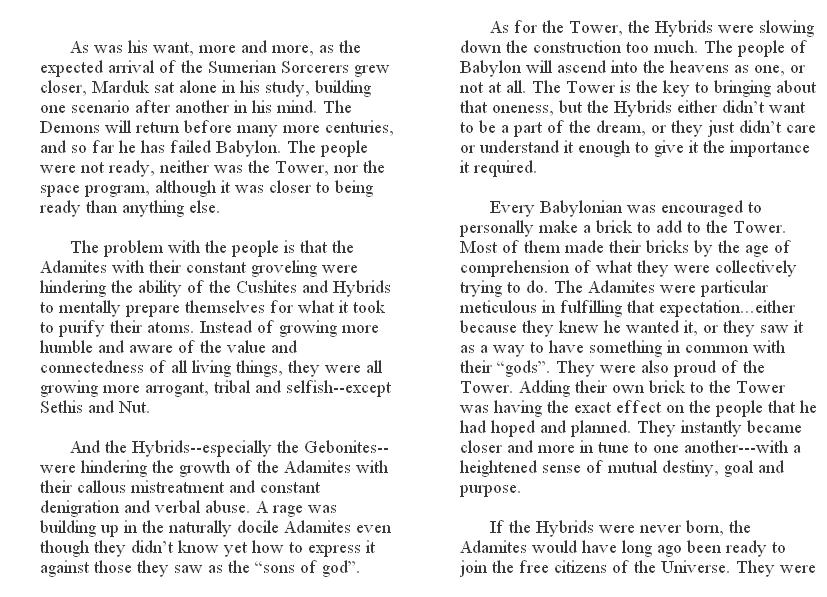 As was his want, more and more, as the
expected arrival of the Sumerian Sorcerers grew
closer, Marduk sat alone in his study, building
one scenario after another in his mind. The
Demons will return before many more centuries,
and so far he has failed Babylon. The people
were not ready, neither was the Tower, nor the
space program, although it was closer to being
ready than anything else.
The problem with the people is that the
Adamites with their constant groveling were
hindering the ability of the Cushites and Hybrids
to mentally prepare themselves for what it took
to purify their atoms. Instead of growing more
humble and aware of the value and
connectedness of all living things, they were all
growing more arrogant, tribal and selfish--except
Sethis and Nut.
And the Hybrids--especially the Gebonites--
were hindering the growth of the Adamites with
their callous mistreatment and constant
denigration and verbal abuse. A rage was
building up in the naturally docile Adamites even
though they didn't know yet how to express it
against those they saw as the “sons of god”.
As for the Tower, the Hybrids were slowing
down the construction too much. The people of
Babylon will ascend into the heavens as one, or
not at all. The Tower is the key to bringing about
that oneness, but the Hybrids either didn't want
to be a part of the dream, or they just didn't care
or understand it enough to give it the importance
it required.
Every Babylonian was encouraged to
personally make a brick to add to the Tower.
Most of them made their bricks by the age of
comprehension of what they were collectively
trying to do. The Adamites were particular
meticulous in fulfilling that expectation...either
because they knew he wanted it, or they saw it
as a way to have something in common with
their “gods”. They were also proud of the
Tower. Adding their own brick to the Tower
was having the exact effect on the people that he
had hoped and planned. They instantly became
closer and more in tune to one another---with a
heightened sense of mutual destiny, goal and
purpose.
If the Hybrids were never born, the
Adamites would have long ago been ready to
join the free citizens of the Universe. They were